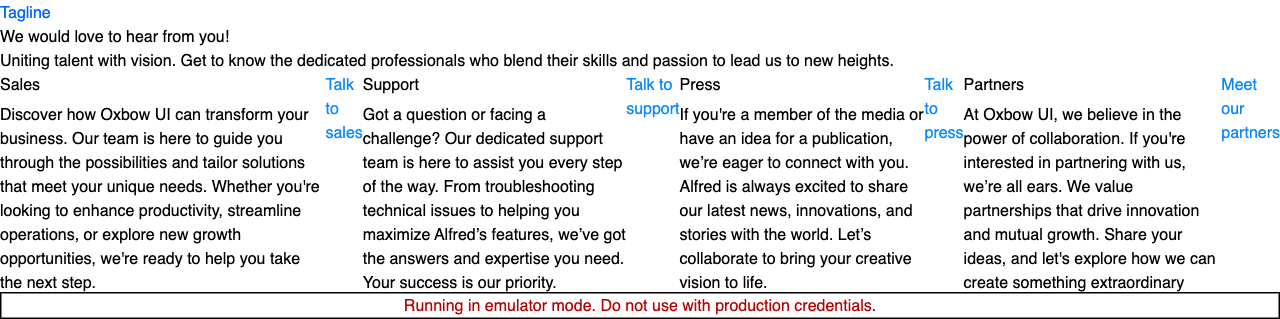 Tagline
We would love to hear from you!
Uniting talent with vision. Get to know the dedicated professionals who blend their skills and passion to lead us to new heights.
Sales
Discover how Oxbow UI can transform your
business. Our team is here to guide you
through the possibilities and tailor solutions
that meet your unique needs. Whether you're
looking to enhance productivity, streamline
operations, or explore new growth
opportunities, we're ready to help you take
the next step.
Talk
to
sales
Support
Got a question or facing a
challenge? Our dedicated support
team is here to assist you every step
of the way. From troubleshooting
technical issues to helping you
maximize Alfred’s features, we’ve got
the answers and expertise you need.
Your success is our priority.
Talk to
support
Press
If you're a member of the media or
have an idea for a publication,
we’re eager to connect with you.
Alfred is always excited to share
our latest news, innovations, and
stories with the world. Let’s
collaborate to bring your creative
vision to life.
Talk
to
press
Partners
At Oxbow UI, we believe in the
power of collaboration. If you're
interested in partnering with us,
we’re all ears. We value
partnerships that drive innovation
and mutual growth. Share your
ideas, and let's explore how we can
create something extraordinary
Meet
our
partners
Running in emulator mode. Do not use with production credentials.